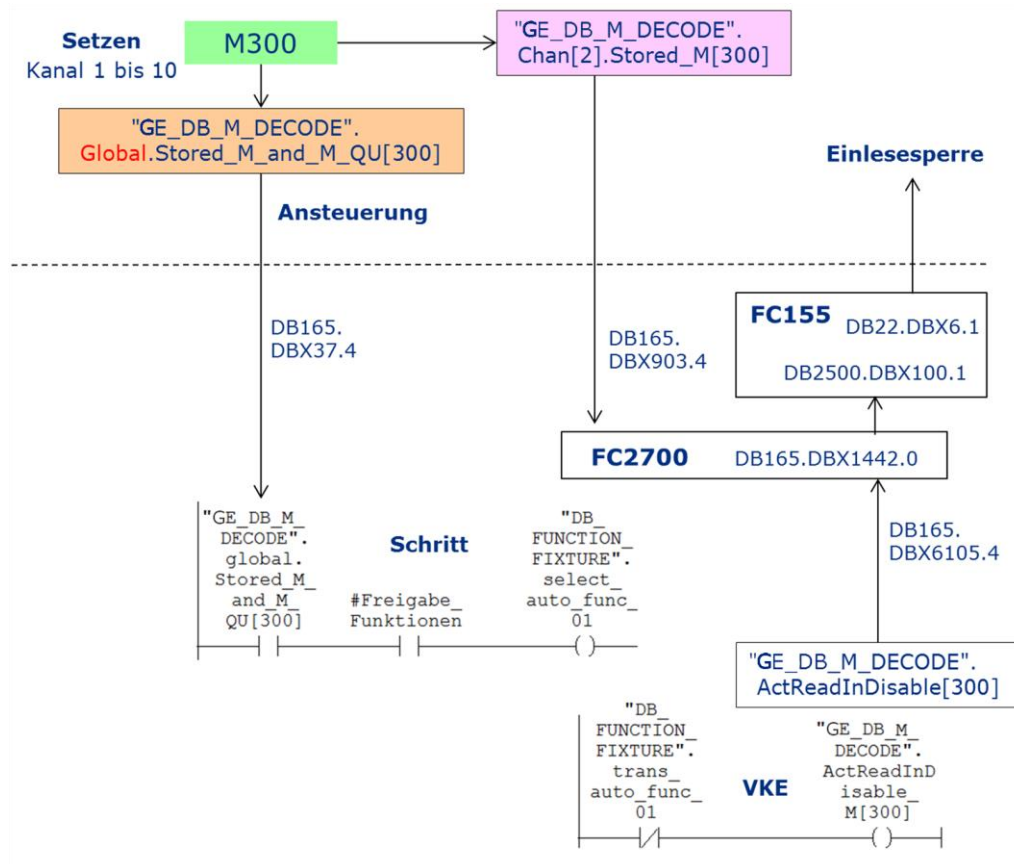 Setzen
Kanal 1 bis 10
M300
"GE_DB_M_DECODE".
Chan[2].Stored_M[300]
"GE_DB_M_DECODE".
Global.Stored_M_and_M_QU[300]
Einlesesperre
Ansteuerung
DB165.
DBX37.4
DB165.
DBX903.4
FC155 DB22.DBX6.1
DB2500.DBX100.1
FC2700 DB165.DBX1442.0
"GE_DB_M_
DECODE".
global.
Stored_M_
and_M_
QU[300]
Schritt
#Freigabe_
Funktionen
"DB_
FUNCTION_
FIXTURE".
select_
auto_func_
01
DB165.
DBX6105.4
"GE_DB_M_DECODE".
ActReadInDisable[300]
"DB_
FUNCTION_
FIXTURE".
trans_
auto_func_
01
VKE
"GE_DB_M_
DECODE".
ActReadInD
isable_
M[300]